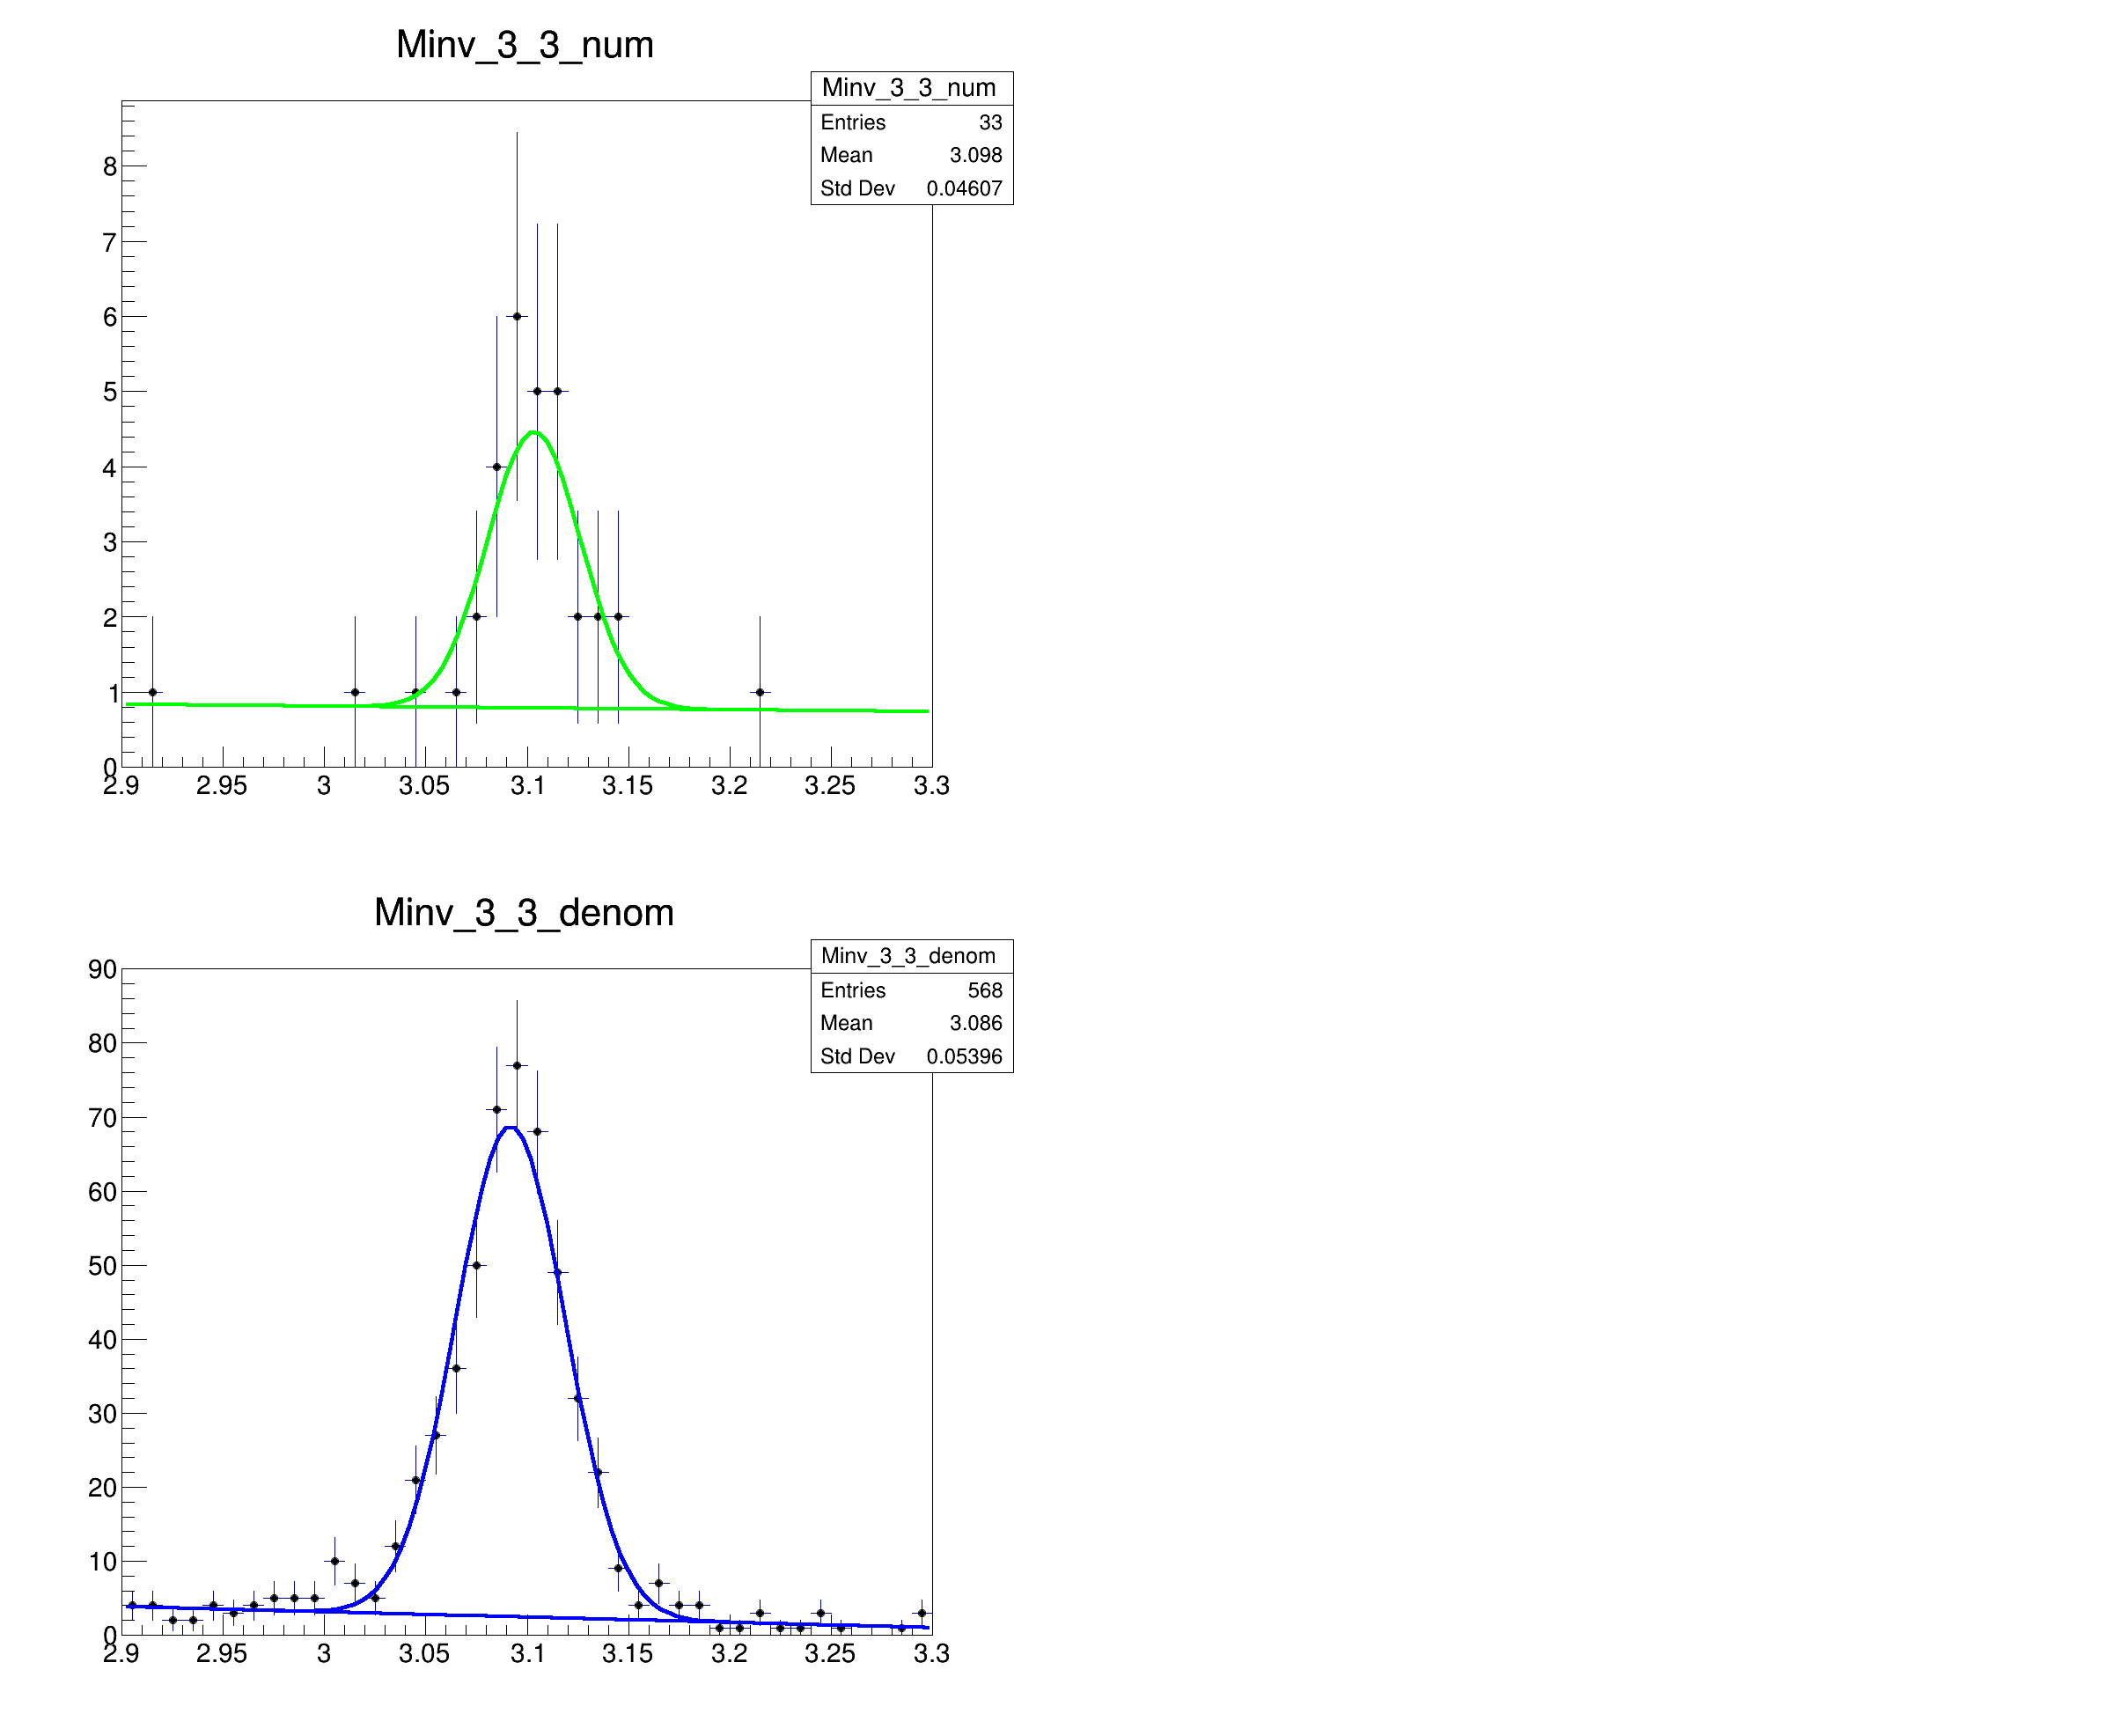 Minv_3_3_num
Minv_3_3_num
Entries 33
Mean 3.098
Std Dev 0.04607
8
7
6
5
4
3
2
1
0
2.9 2.95 3 3.05 3.1 3.15 3.2 3.25 3.3
Minv_3_3_denom
Minv_3_3_denom
Entries 568
Mean 3.086
Std Dev 0.05396
90
80
70
60
50
40
30
20
10
0
2.9 2.95 3 3.05 3.1 3.15 3.2 3.25 3.3